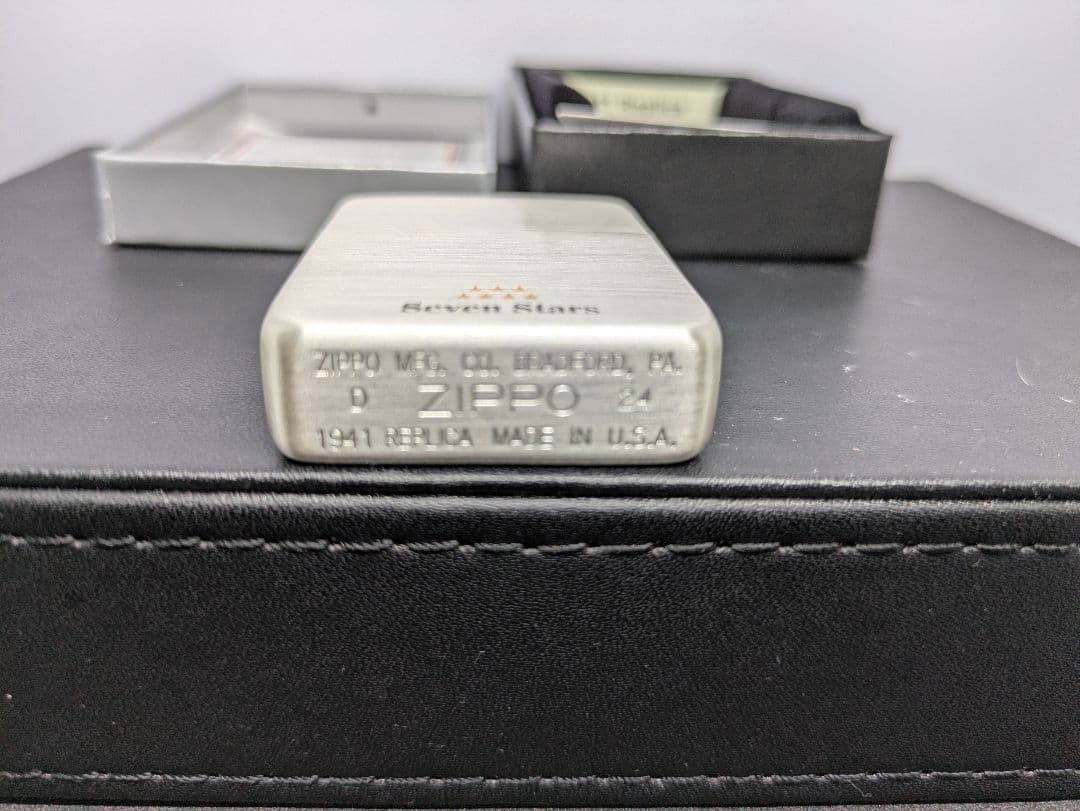 Seven Stars
ZIPPO MFG. CO. BRADFORD, PA.
D ZIPPO 24
1941 REPLICA MADE IN U.S.A.